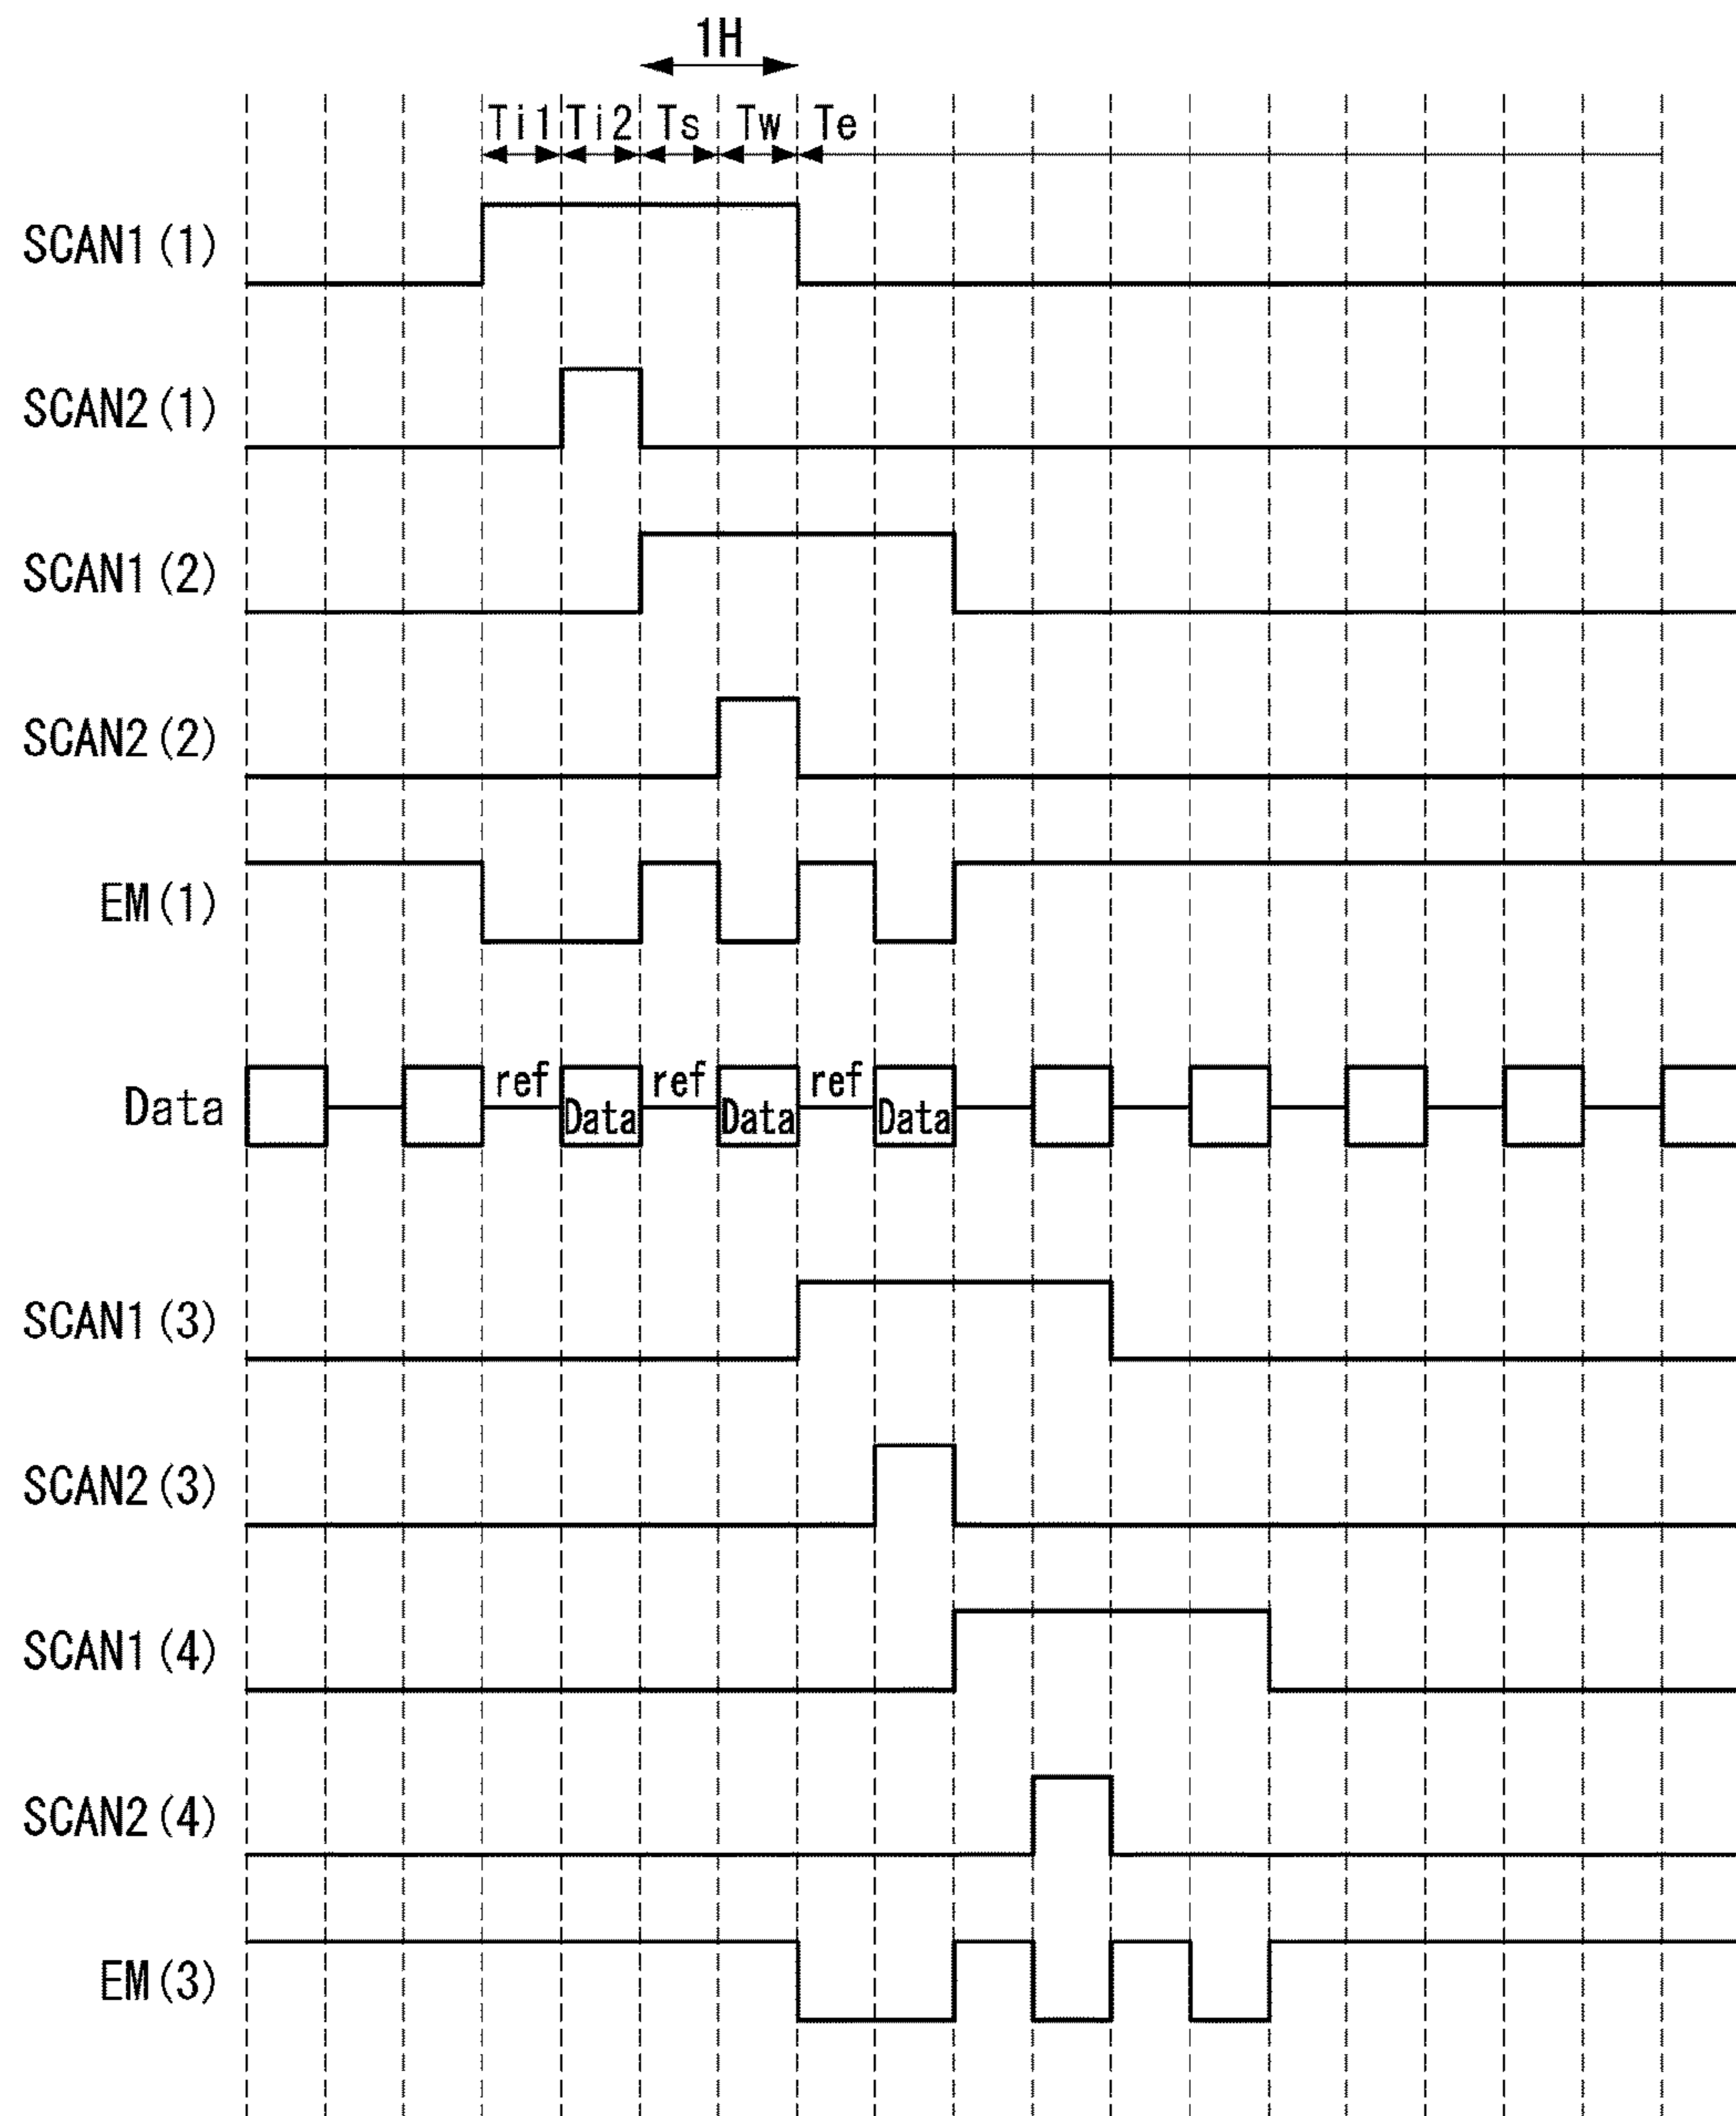 1H
Ti1 Ti2 Ts Tw Te
SCAN1(1)
SCAN2(1)
SCAN1(2)
SCAN2(2)
EM(1)
ref ref ref
Data Data Data Data
SCAN1(3)
SCAN2(3)
SCAN1(4)
SCAN2(4)
EM(3)